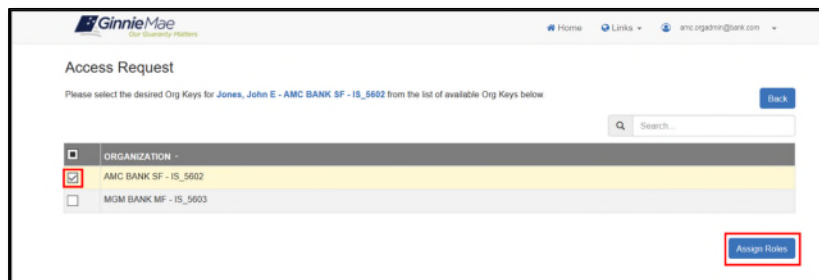 GinnieMae
Our Guaranty Matters
Home Links amc.orgadmin@bank.com
Access Request
Please select the desired Org Keys for Jones, John E - AMC BANK SF - IS_5602 from the list of available Org Keys below
Back
Search...
ORGANIZATION
AMC BANK SF - IS_5602
MGM BANK MF - IS_5603
Assign Roles